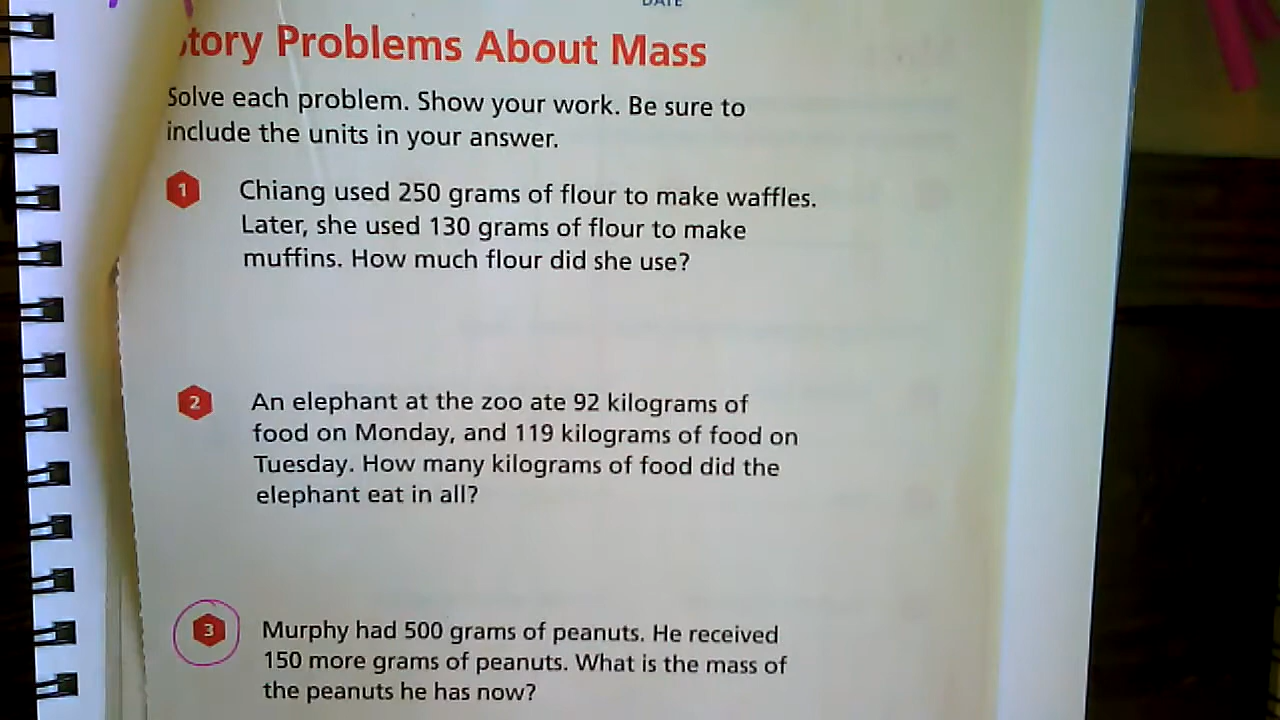 DATE
Story Problems About Mass
Solve each problem. Show your work. Be sure to
include the units in your answer.
1 Chiang used 250 grams of flour to make waffles.
Later, she used 130 grams of flour to make
muffins. How much flour did she use?
2 An elephant at the zoo ate 92 kilograms of
food on Monday, and 119 kilograms of food on
Tuesday. How many kilograms of food did the
elephant eat in all?
3 Murphy had 500 grams of peanuts. He received
150 more grams of peanuts. What is the mass of
the peanuts he has now?